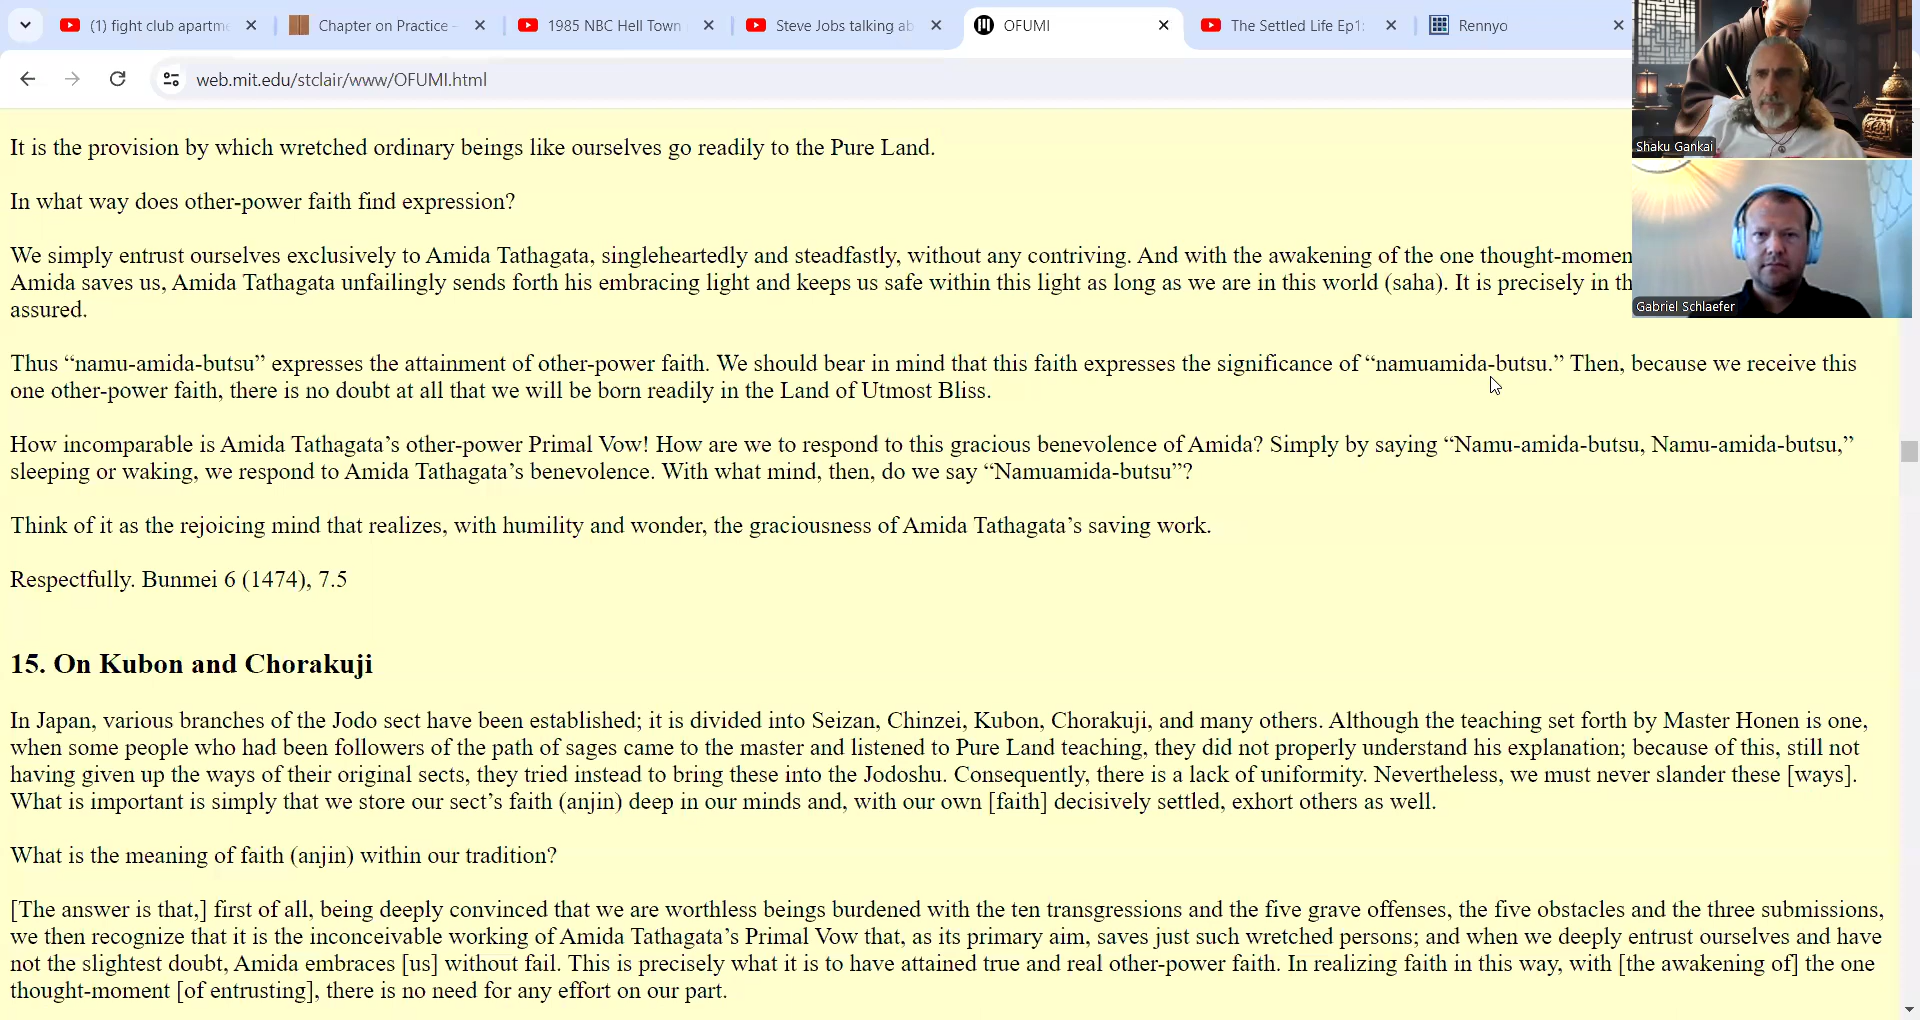 (1) fight club apartm
Chapter on Practice -
1985 NBC Hell Town
Steve Jobs talking ab
OFUMI
The Settled Life Ep1:
Rennyo
web.mit.edu/stclair/www/OFUMI.html
Shaku Gankai
Gabriel Schlaefer
It is the provision by which wretched ordinary beings like ourselves go readily to the Pure Land.
In what way does other-power faith find expression?
We simply entrust ourselves exclusively to Amida Tathagata, singleheartedly and steadfastly, without any contriving. And with the awakening of the one thought-momen
Amida saves us, Amida Tathagata unfailingly sends forth his embracing light and keeps us safe within this light as long as we are in this world (saha). It is precisely in th
assured.
Thus “namu-amida-butsu” expresses the attainment of other-power faith. We should bear in mind that this faith expresses the significance of “namuamida-butsu.” Then, because we receive this
one other-power faith, there is no doubt at all that we will be born readily in the Land of Utmost Bliss.
How incomparable is Amida Tathagata’s other-power Primal Vow! How are we to respond to this gracious benevolence of Amida? Simply by saying “Namu-amida-butsu, Namu-amida-butsu,”
sleeping or waking, we respond to Amida Tathagata’s benevolence. With what mind, then, do we say “Namuamida-butsu”?
Think of it as the rejoicing mind that realizes, with humility and wonder, the graciousness of Amida Tathagata’s saving work.
Respectfully. Bunmei 6 (1474), 7.5
15. On Kubon and Chorakuji
In Japan, various branches of the Jodo sect have been established; it is divided into Seizan, Chinzei, Kubon, Chorakuji, and many others. Although the teaching set forth by Master Honen is one,
when some people who had been followers of the path of sages came to the master and listened to Pure Land teaching, they did not properly understand his explanation; because of this, still not
having given up the ways of their original sects, they tried instead to bring these into the Jodoshu. Consequently, there is a lack of uniformity. Nevertheless, we must never slander these [ways].
What is important is simply that we store our sect’s faith (anjin) deep in our minds and, with our own [faith] decisively settled, exhort others as well.
What is the meaning of faith (anjin) within our tradition?
[The answer is that,] first of all, being deeply convinced that we are worthless beings burdened with the ten transgressions and the five grave offenses, the five obstacles and the three submissions,
we then recognize that it is the inconceivable working of Amida Tathagata’s Primal Vow that, as its primary aim, saves just such wretched persons; and when we deeply entrust ourselves and have
not the slightest doubt, Amida embraces [us] without fail. This is precisely what it is to have attained true and real other-power faith. In realizing faith in this way, with [the awakening of] the one
thought-moment [of entrusting], there is no need for any effort on our part.